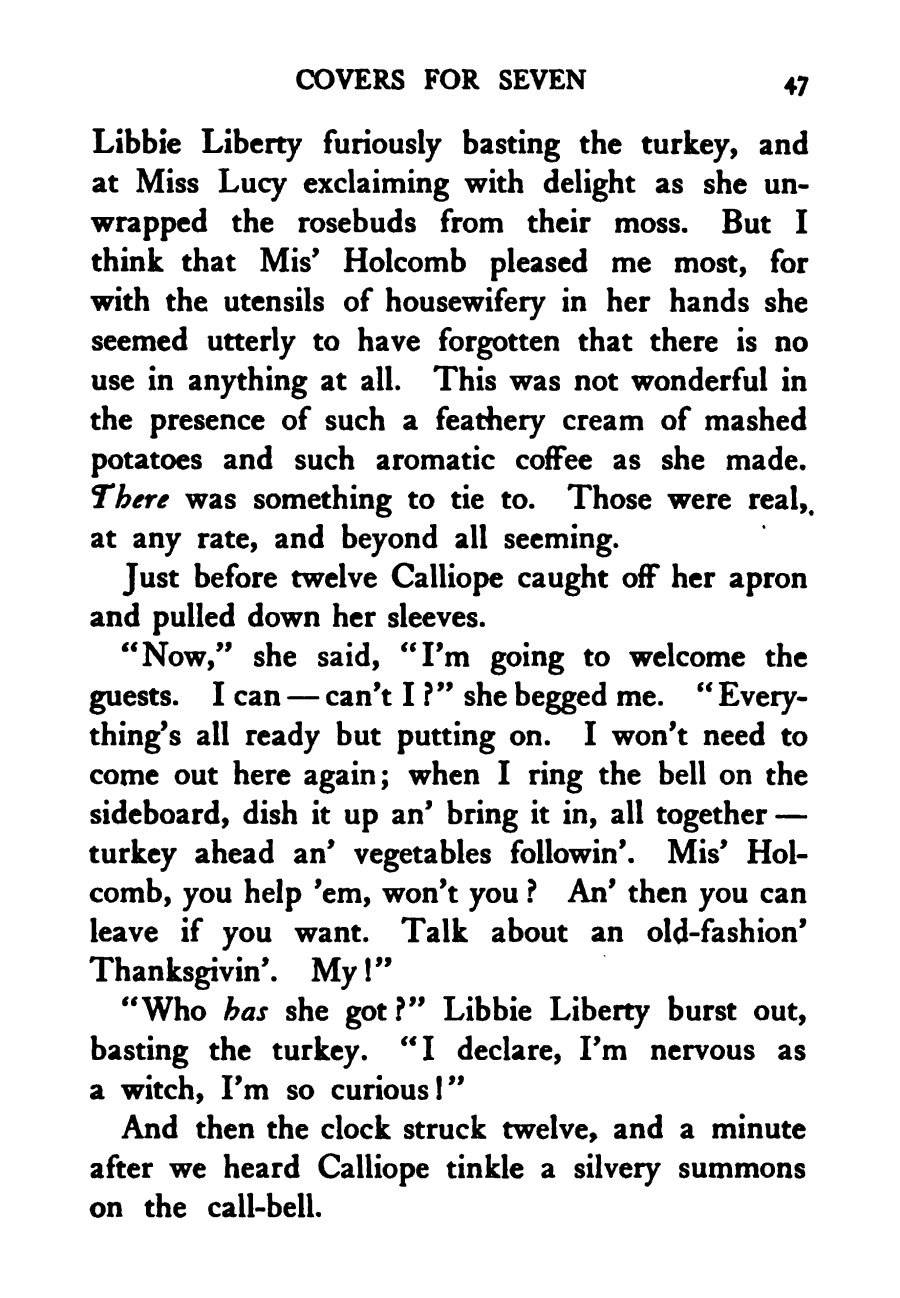 COVERS FOR SEVEN 47
Libbie Liberty furiously basting the turkey, and
at Miss Lucy exclaiming with delight as she un-
wrapped the rosebuds from their moss. But I
think that Mis’ Holcomb pleased me most, for
with the utensils of housewifery in her hands she
seemed utterly to have forgotten that there is no
use in anything at all. This was not wonderful in
the presence of such a feathery cream of mashed
potatoes and such aromatic coffee as she made.
There was something to tie to. Those were real,
at any rate, and beyond all seeming.
Just before twelve Calliope caught off her apron
and pulled down her sleeves.
“Now,” she said, “I’m going to welcome the
guests. I can — can’t I ?” she begged me. “Every-
thing’s all ready but putting on. I won’t need to
come out here again; when I ring the bell on the
sideboard, dish it up an’ bring it in, all together —
turkey ahead an’ vegetables followin’. Mis’ Hol-
comb, you help ’em, won’t you ? An’ then you can
leave if you want. Talk about an old-fashion’
Thanksgivin’. My !”
“Who has she got ?” Libbie Liberty burst out,
basting the turkey. “I declare, I’m nervous as
a witch, I’m so curious !”
And then the clock struck twelve, and a minute
after we heard Calliope tinkle a silvery summons
on the call-bell.